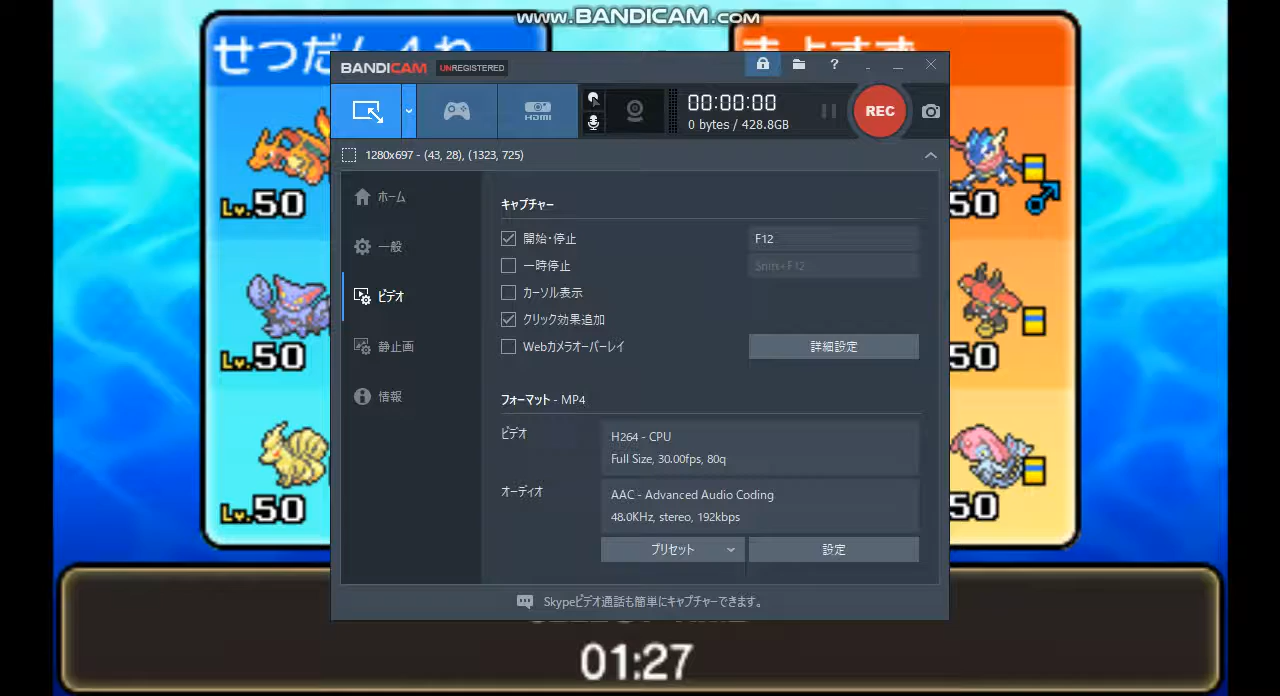 www.BANDICAM.com
せつだん
BANDICAM UNREGISTERED
?
HDMI
00:00:00
0 bytes / 428.8GB
REC
1280x697 - (43, 28), (1323, 725)
ホーム
一般
ビデオ
静止画
情報
キャプチャー
開始・停止 F12
一時停止 Shift+F12
カーソル表示
クリック効果追加
Webカメラオーバーレイ 詳細設定
フォーマット - MP4
ビデオ
H264 - CPU
Full Size, 30.00fps, 80q
オーディオ
AAC - Advanced Audio Coding
48.0KHz, stereo, 192kbps
プリセット 設定
Skypeビデオ通話も簡単にキャプチャーできます。
Lv.50
50
Lv.50
50
Lv.50
50
01:27